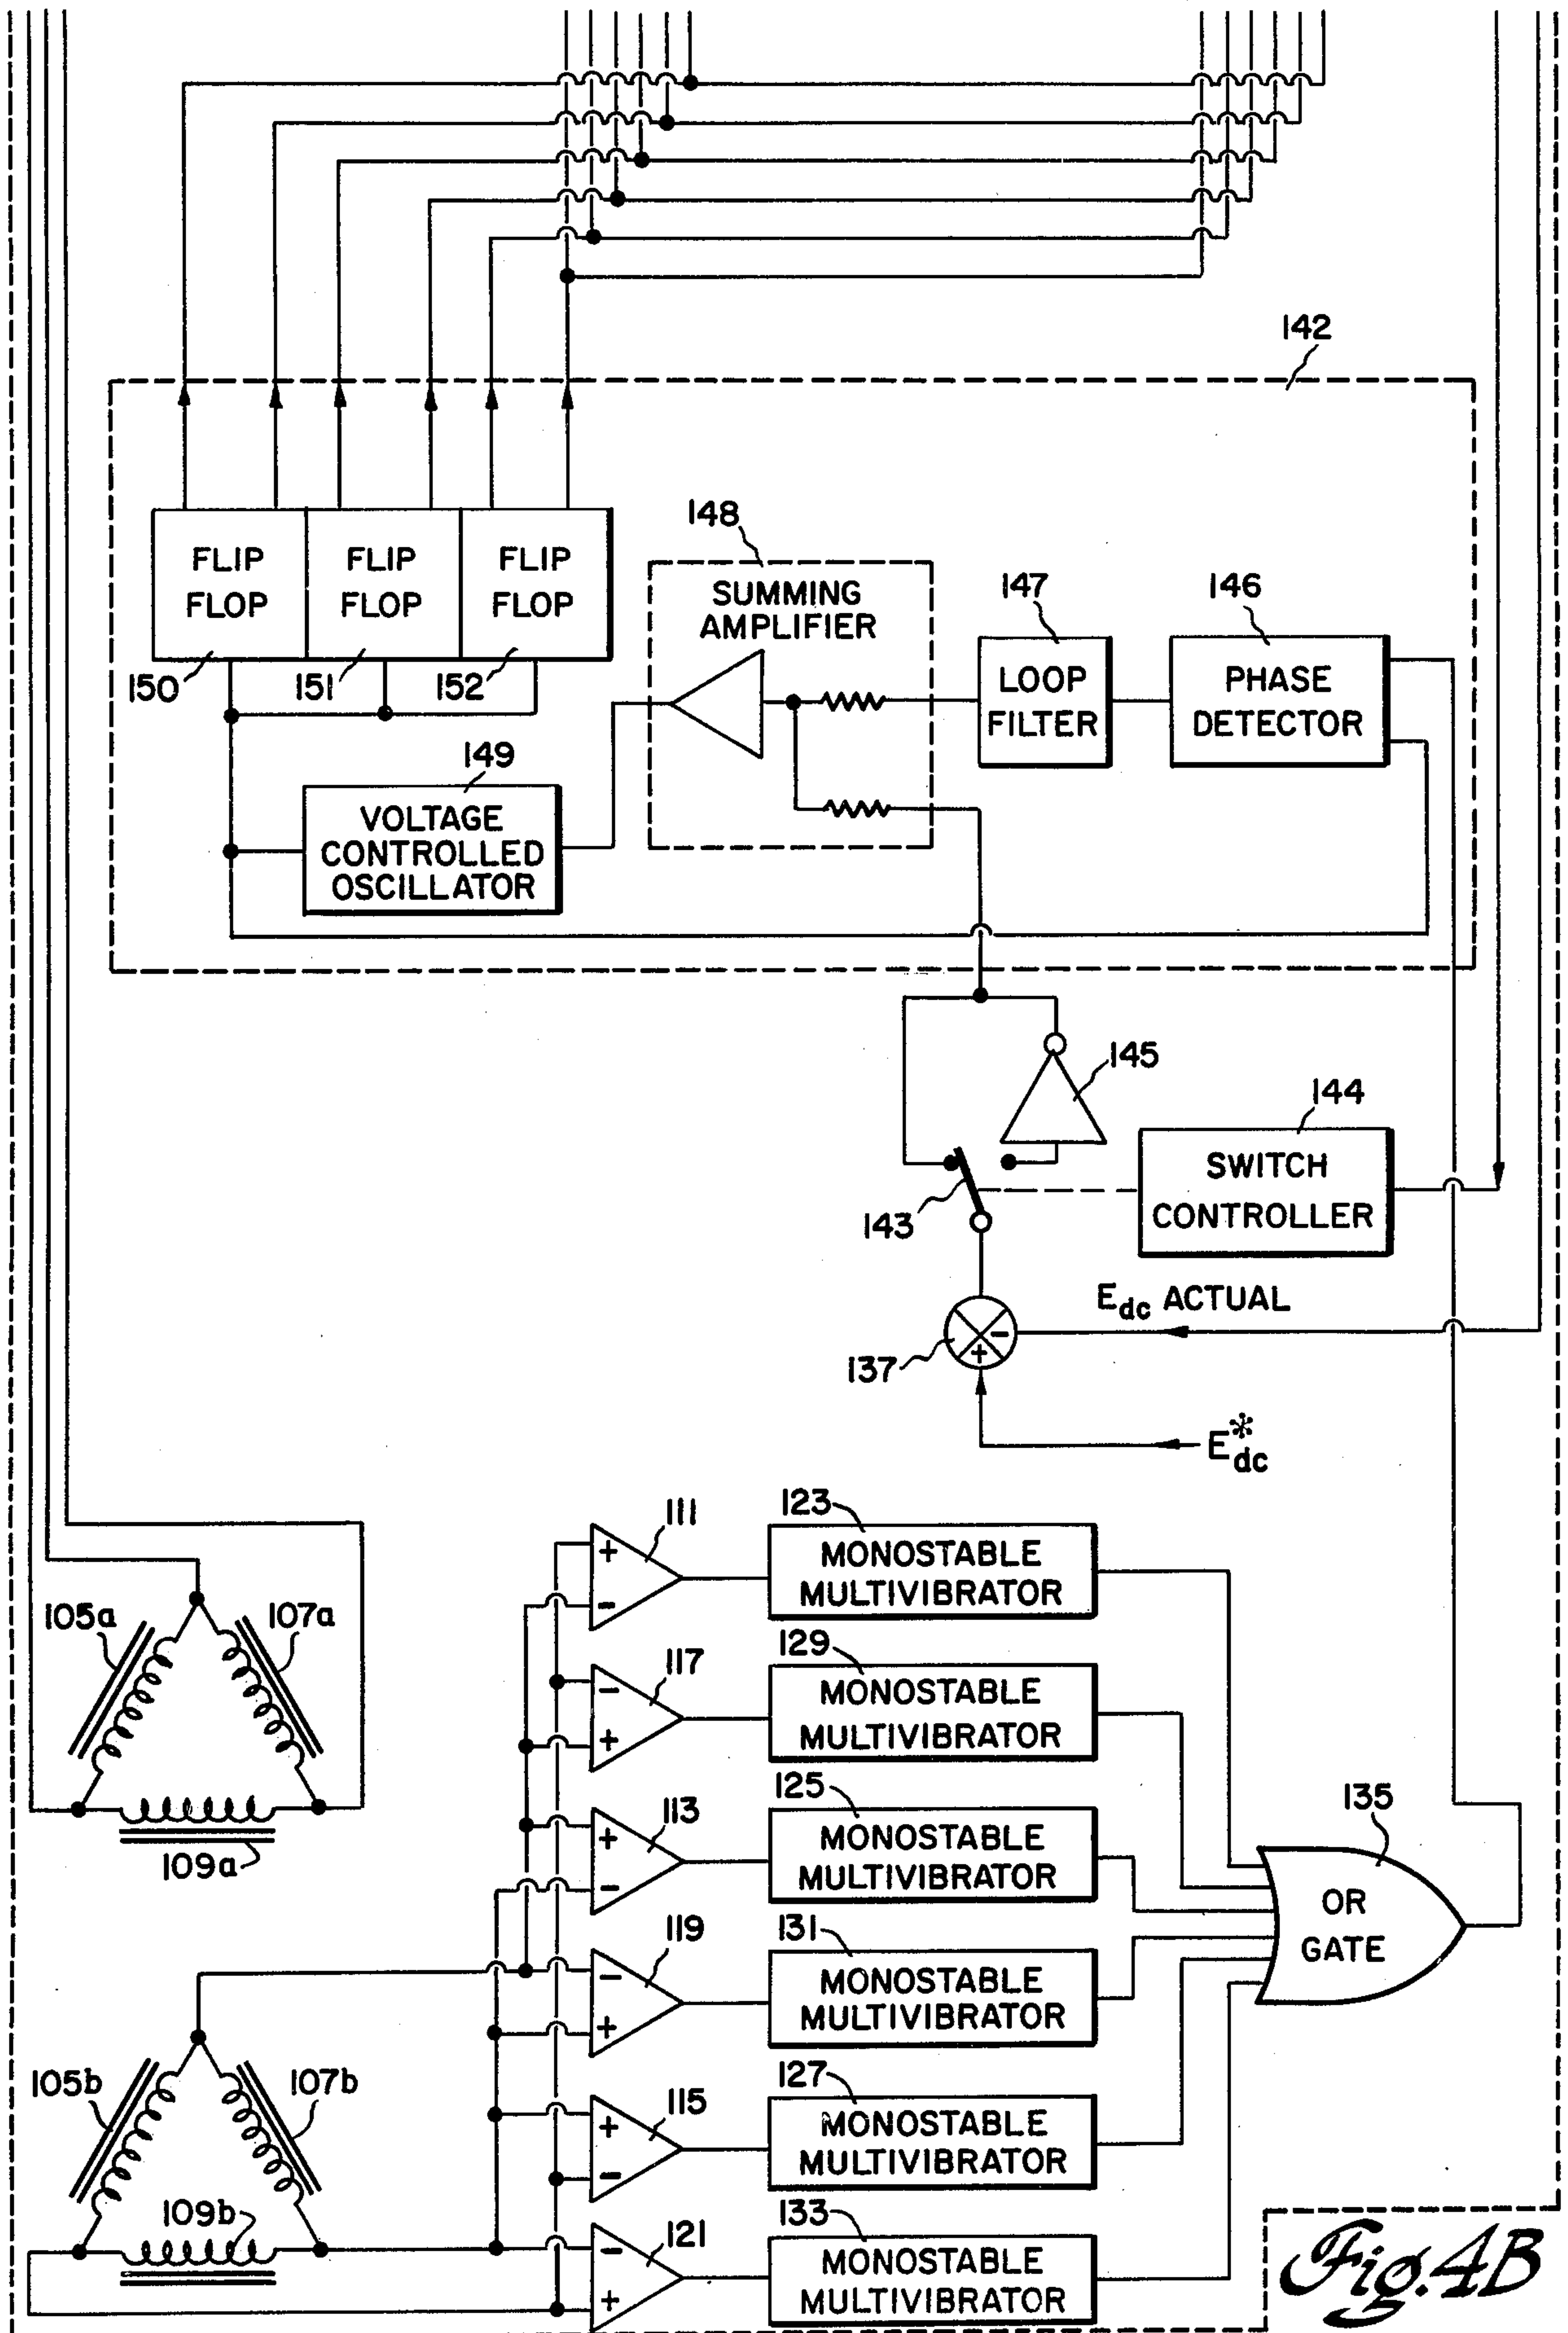 142
148
FLIP FLOP
FLIP FLOP
FLIP FLOP
SUMMING
AMPLIFIER
147
146
150
151
152
LOOP
FILTER
PHASE
DETECTOR
149
VOLTAGE
CONTROLLED
OSCILLATOR
145
144
SWITCH
CONTROLLER
143
E_dc ACTUAL
-
+
137
E*_dc
111
+
-
123
MONOSTABLE
MULTIVIBRATOR
105a
107a
109a
117
-
+
129
MONOSTABLE
MULTIVIBRATOR
113
+
-
125
MONOSTABLE
MULTIVIBRATOR
135
OR
GATE
119
-
+
131
MONOSTABLE
MULTIVIBRATOR
105b
107b
109b
115
+
-
127
MONOSTABLE
MULTIVIBRATOR
121
-
+
133
MONOSTABLE
MULTIVIBRATOR
Fig. 4B